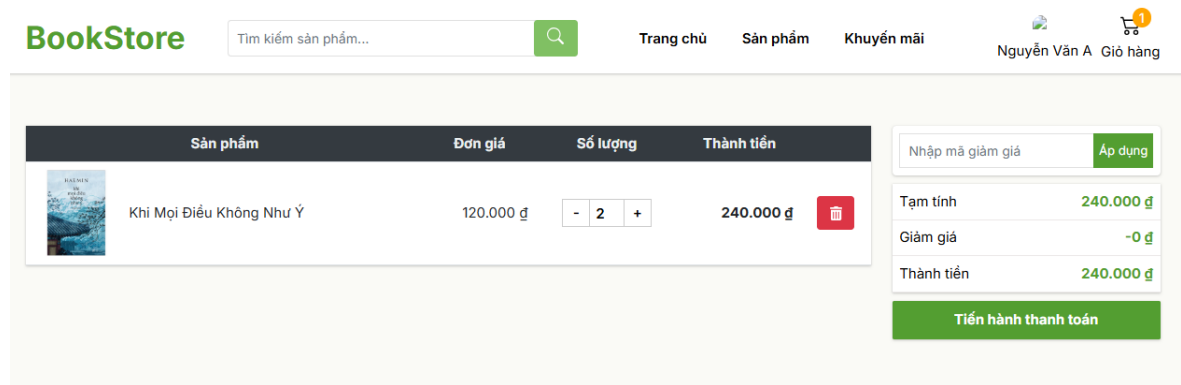 BookStore
Tìm kiếm sản phẩm...
Trang chủ
Sản phẩm
Khuyến mãi
Nguyễn Văn A
1
Giỏ hàng
Sản phẩm Đơn giá Số lượng Thành tiền
HAEMIN
Khi Mọi Điều Không Như Ý 120.000 ₫ - 2 + 240.000 ₫
Nhập mã giảm giá Áp dụng
Tạm tính 240.000 ₫
Giảm giá -0 ₫
Thành tiền 240.000 ₫
Tiến hành thanh toán